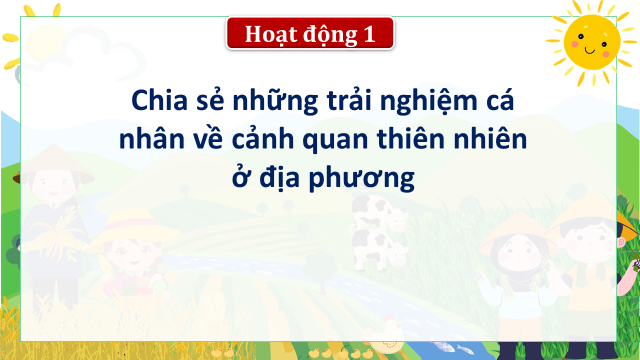 Hoạt động 1
Chia sẻ những trải nghiệm cá
nhân về cảnh quan thiên nhiên
ở địa phương